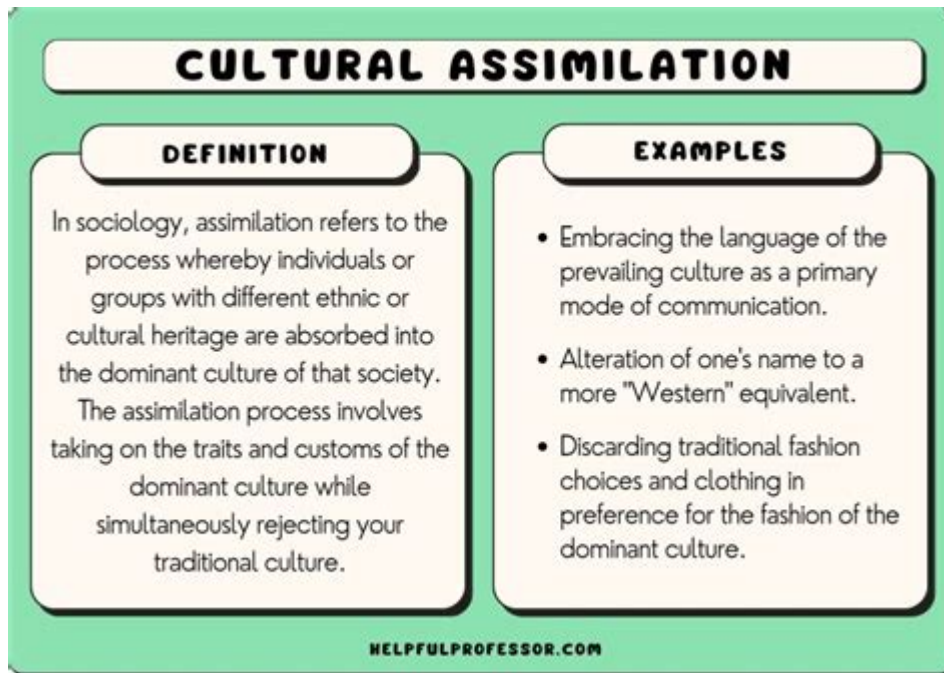 CULTURAL ASSIMILATION
DEFINITION
In sociology, assimilation refers to the
process whereby individuals or
groups with different ethnic or
cultural heritage are absorbed into
the dominant culture of that society.
The assimilation process involves
taking on the traits and customs of the
dominant culture while
simultaneously rejecting your
traditional culture.
EXAMPLES
• Embracing the language of the
prevailing culture as a primary
mode of communication.
• Alteration of one's name to a
more "Western" equivalent.
• Discarding traditional fashion
choices and clothing in
preference for the fashion of the
dominant culture.
HELPFULPROFESSOR.COM